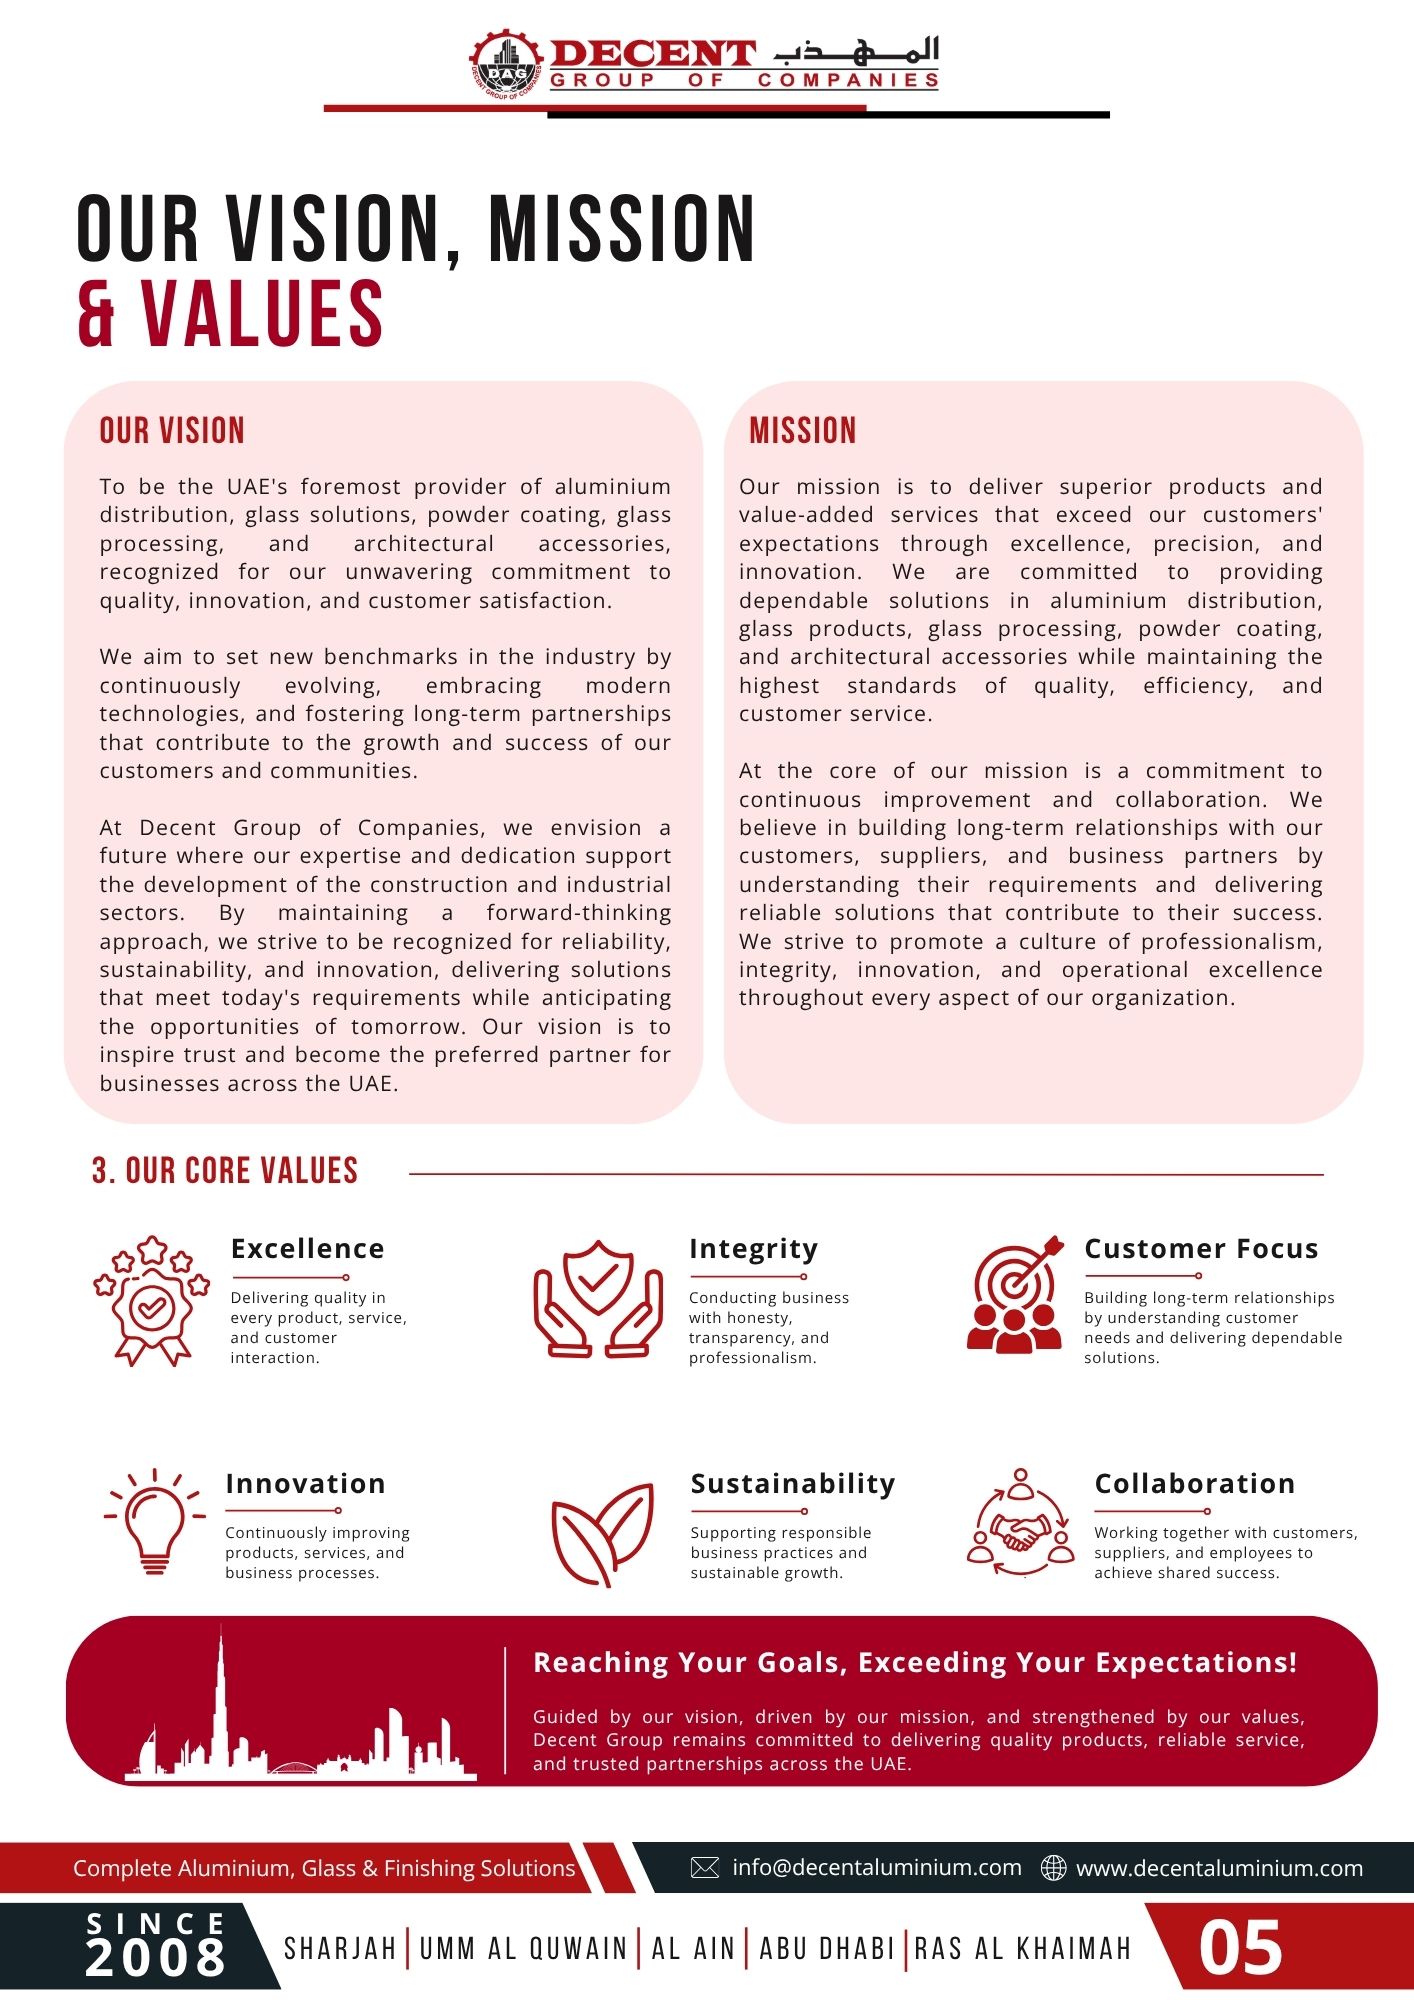 DECENT المهذب
GROUP OF COMPANIES
DAG
DECENT GROUP OF COMPANIES
OUR VISION, MISSION
& VALUES
OUR VISION
To be the UAE's foremost provider of aluminium
distribution, glass solutions, powder coating, glass
processing, and architectural accessories,
recognized for our unwavering commitment to
quality, innovation, and customer satisfaction.
We aim to set new benchmarks in the industry by
continuously evolving, embracing modern
technologies, and fostering long-term partnerships
that contribute to the growth and success of our
customers and communities.
At Decent Group of Companies, we envision a
future where our expertise and dedication support
the development of the construction and industrial
sectors. By maintaining a forward-thinking
approach, we strive to be recognized for reliability,
sustainability, and innovation, delivering solutions
that meet today's requirements while anticipating
the opportunities of tomorrow. Our vision is to
inspire trust and become the preferred partner for
businesses across the UAE.
MISSION
Our mission is to deliver superior products and
value-added services that exceed our customers'
expectations through excellence, precision, and
innovation. We are committed to providing
dependable solutions in aluminium distribution,
glass products, glass processing, powder coating,
and architectural accessories while maintaining the
highest standards of quality, efficiency, and
customer service.
At the core of our mission is a commitment to
continuous improvement and collaboration. We
believe in building long-term relationships with our
customers, suppliers, and business partners by
understanding their requirements and delivering
reliable solutions that contribute to their success.
We strive to promote a culture of professionalism,
integrity, innovation, and operational excellence
throughout every aspect of our organization.
3. OUR CORE VALUES
Excellence
Delivering quality in
every product, service,
and customer
interaction.
Integrity
Conducting business
with honesty,
transparency, and
professionalism.
Customer Focus
Building long-term relationships
by understanding customer
needs and delivering dependable
solutions.
Innovation
Continuously improving
products, services, and
business processes.
Sustainability
Supporting responsible
business practices and
sustainable growth.
Collaboration
Working together with customers,
suppliers, and employees to
achieve shared success.
Reaching Your Goals, Exceeding Your Expectations!
Guided by our vision, driven by our mission, and strengthened by our values,
Decent Group remains committed to delivering quality products, reliable service,
and trusted partnerships across the UAE.
Complete Aluminium, Glass & Finishing Solutions
info@decentaluminium.com
www.decentaluminium.com
SINCE
2008
SHARJAH | UMM AL QUWAIN | AL AIN | ABU DHABI | RAS AL KHAIMAH
05